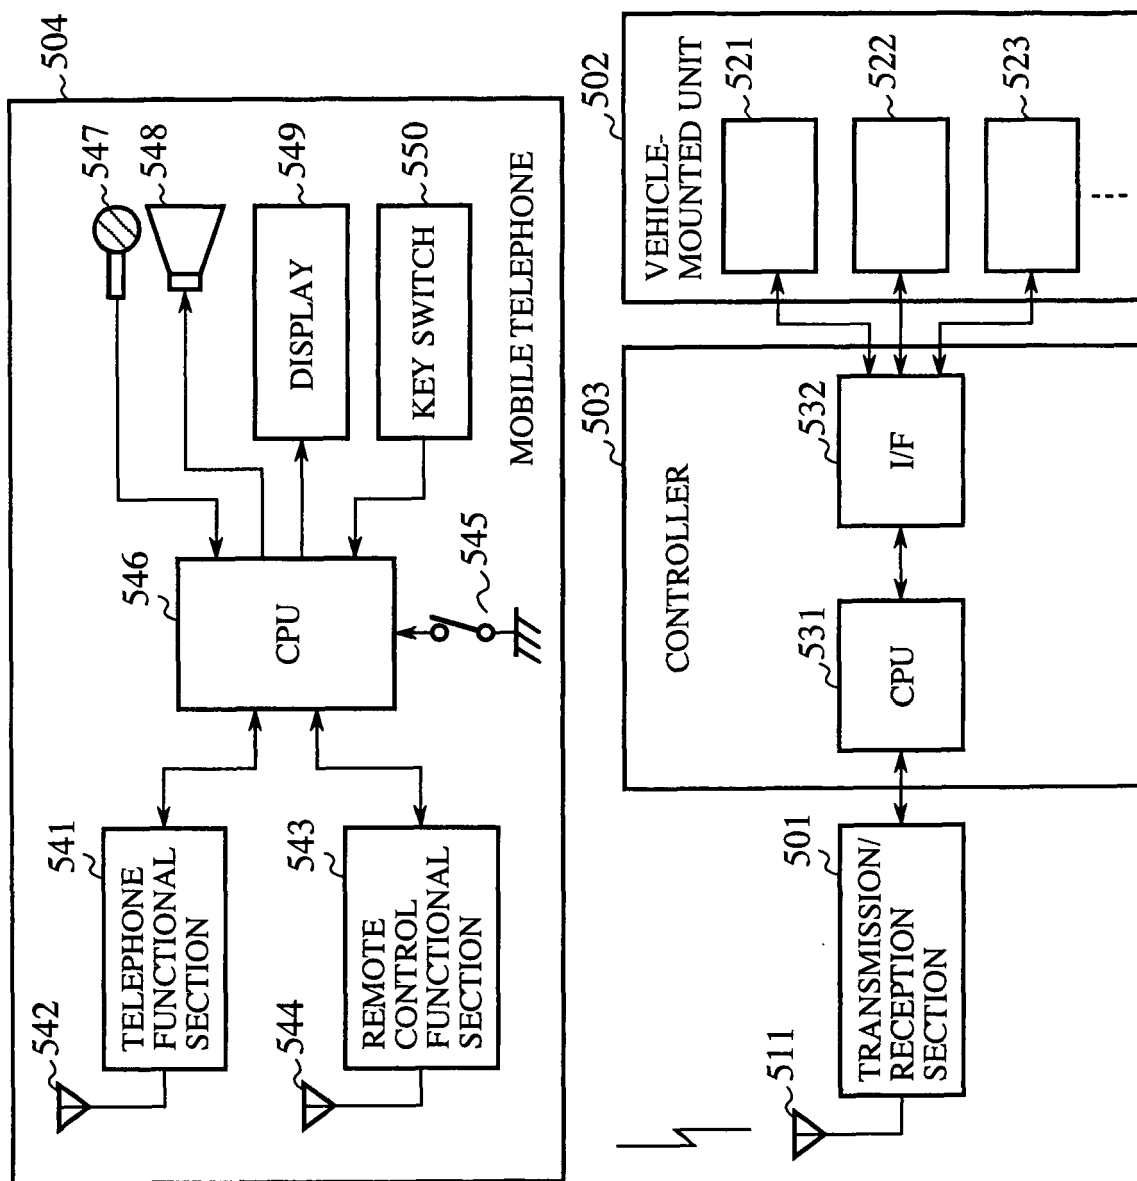 504
547
548
549
550
DISPLAY
KEY SWITCH
MOBILE TELEPHONE
546
CPU
545
541
TELEPHONE
FUNCTIONAL
SECTION
542
543
REMOTE
CONTROL
FUNCTIONAL
SECTION
544
502
VEHICLE-
MOUNTED UNIT
521
522
523
503
CONTROLLER
532
I/F
531
CPU
501
TRANSMISSION/
RECEPTION
SECTION
511